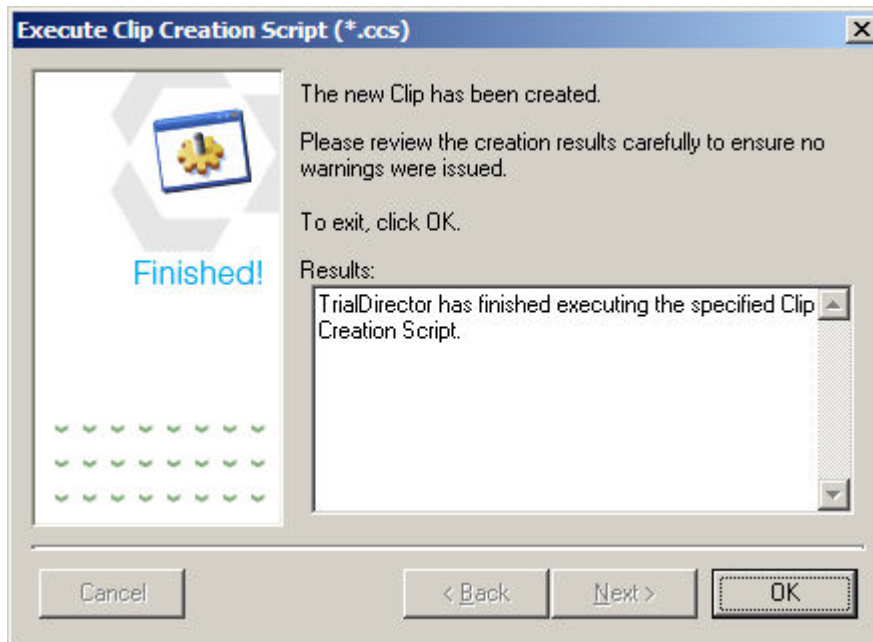 Execute Clip Creation Script (*.ccs)
The new Clip has been created.
Please review the creation results carefully to ensure no
warnings were issued.
To exit, click OK.
Finished!
Results:
TrialDirector has finished executing the specified Clip
Creation Script.
Cancel
< Back
Next >
OK